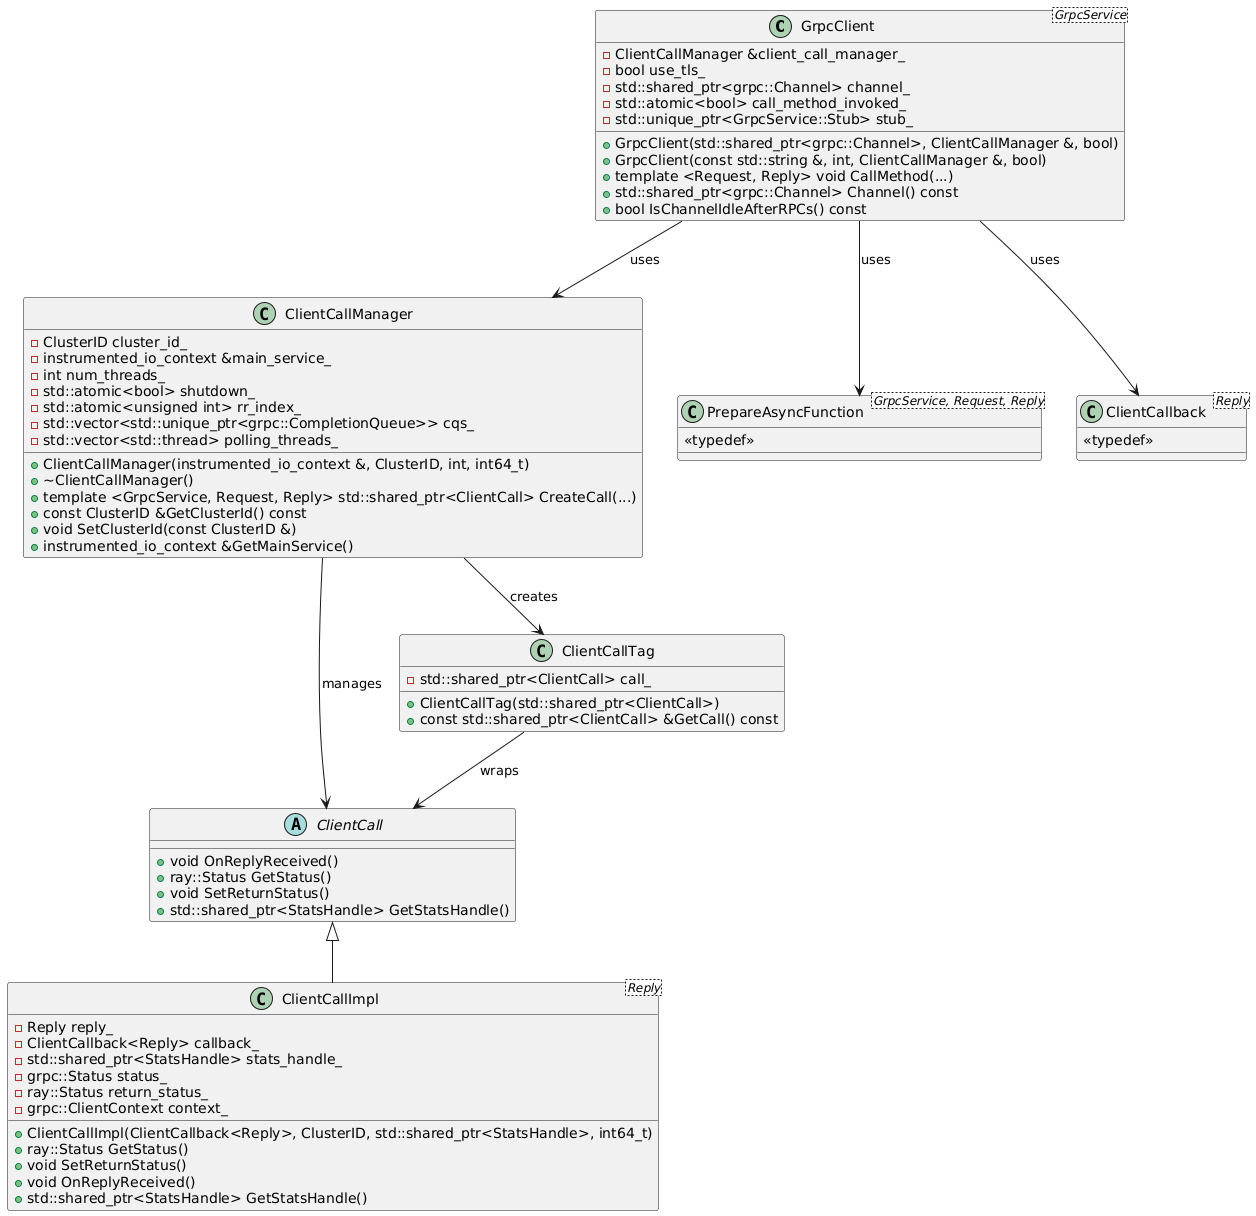 C GrpcClient
GrpcService
ClientCallManager &client_call_manager_
bool use_tls_
std::shared_ptr<grpc::Channel> channel_
std::atomic<bool> call_method_invoked_
std::unique_ptr<GrpcService::Stub> stub_
GrpcClient(std::shared_ptr<grpc::Channel>, ClientCallManager &, bool)
GrpcClient(const std::string &, int, ClientCallManager &, bool)
template <Request, Reply> void CallMethod(...)
std::shared_ptr<grpc::Channel> Channel() const
bool IsChannelIdleAfterRPCs() const
uses
uses
uses
C ClientCallManager
ClusterID cluster_id_
instrumented_io_context &main_service_
int num_threads_
std::atomic<bool> shutdown_
std::atomic<unsigned int> rr_index_
std::vector<std::unique_ptr<grpc::CompletionQueue>> cqs_
std::vector<std::thread> polling_threads_
ClientCallManager(instrumented_io_context &, ClusterID, int, int64_t)
~ClientCallManager()
template <GrpcService, Request, Reply> std::shared_ptr<ClientCall> CreateCall(...)
const ClusterID &GetClusterId() const
void SetClusterId(const ClusterID &)
instrumented_io_context &GetMainService()
C PrepareAsyncFunction
GrpcService, Request, Reply
«typedef»
C ClientCallback
Reply
«typedef»
creates
manages
C ClientCallTag
std::shared_ptr<ClientCall> call_
ClientCallTag(std::shared_ptr<ClientCall>)
const std::shared_ptr<ClientCall> &GetCall() const
wraps
A ClientCall
void OnReplyReceived()
ray::Status GetStatus()
void SetReturnStatus()
std::shared_ptr<StatsHandle> GetStatsHandle()
C ClientCallImpl
Reply
Reply reply_
ClientCallback<Reply> callback_
std::shared_ptr<StatsHandle> stats_handle_
grpc::Status status_
ray::Status return_status_
grpc::ClientContext context_
ClientCallImpl(ClientCallback<Reply>, ClusterID, std::shared_ptr<StatsHandle>, int64_t)
ray::Status GetStatus()
void SetReturnStatus()
void OnReplyReceived()
std::shared_ptr<StatsHandle> GetStatsHandle()